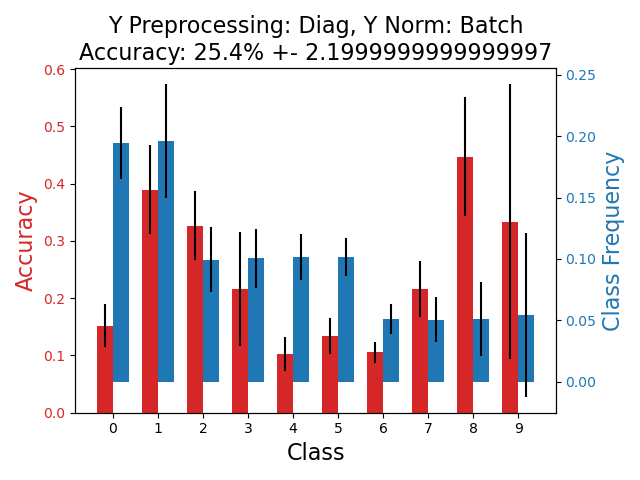 Y Preprocessing: Diag, Y Norm: Batch
Accuracy: 25.4% +- 2.1999999999999997
0.6
0.5
0.4
0.3
0.2
0.1
0.0
Accuracy
0.25
0.20
0.15
0.10
0.05
0.00
Class Frequency
0 1 2 3 4 5 6 7 8 9
Class